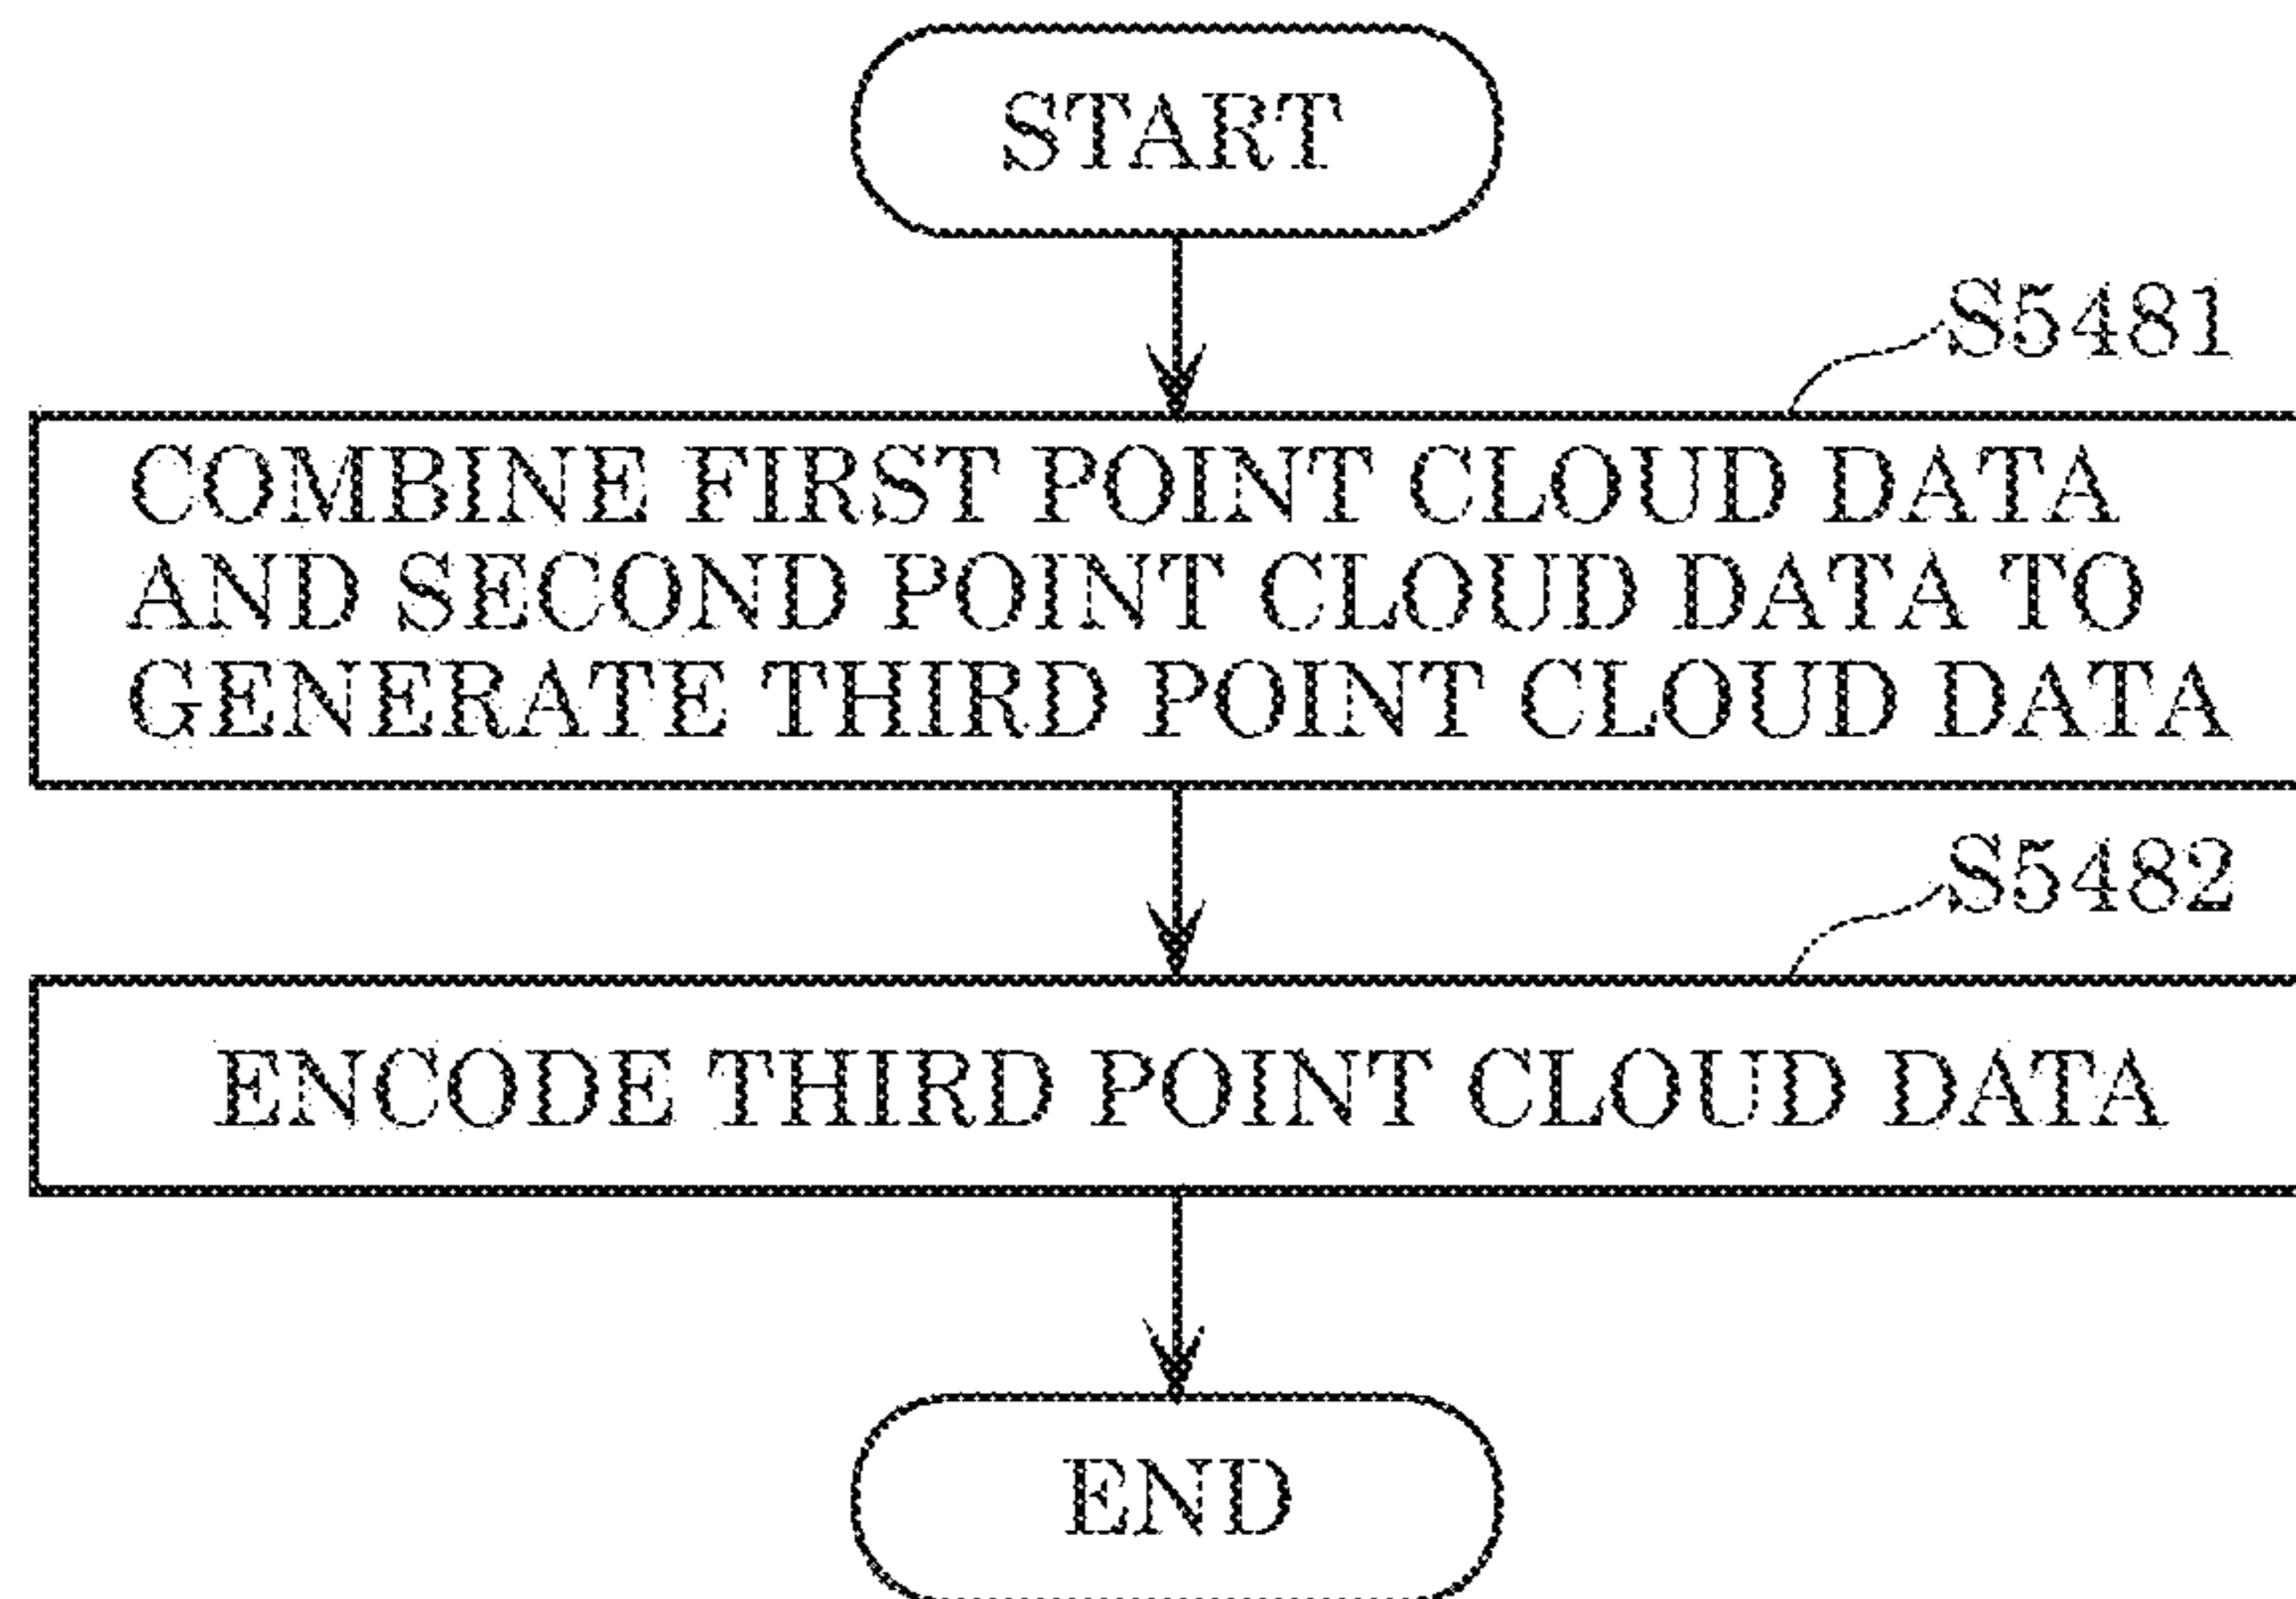 START
S5481
COMBINE FIRST POINT CLOUD DATA
AND SECOND POINT CLOUD DATA TO
GENERATE THIRD POINT CLOUD DATA
S5482
ENCODE THIRD POINT CLOUD DATA
END